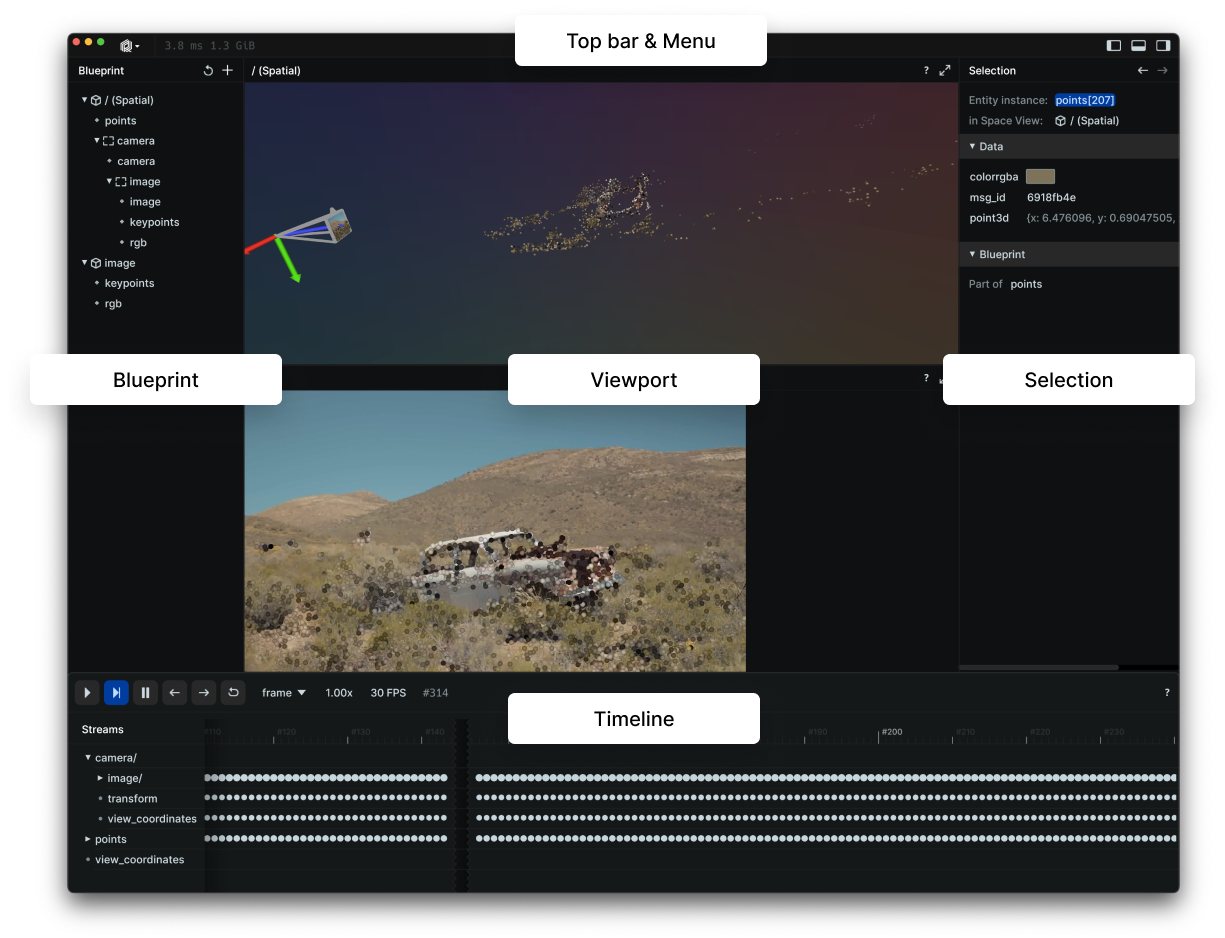 Top bar & Menu
3.8 ms 1.3 GiB
Blueprint
/ (Spatial)
?
Selection
/ (Spatial)
points
camera
camera
image
image
keypoints
rgb
image
keypoints
rgb
Entity instance: points[207]
in Space View: / (Spatial)
Data
colorrgba
msg_id 6918fb4e
point3d {x: 6.476096, y: 0.69047505,
Blueprint
Part of points
Blueprint
Viewport
?
Selection
frame 1.00x 30 FPS #314
?
Timeline
Streams
#110 #120 #130 #140 #190 #200 #210 #220 #230
camera/
image/
transform
view_coordinates
points
view_coordinates